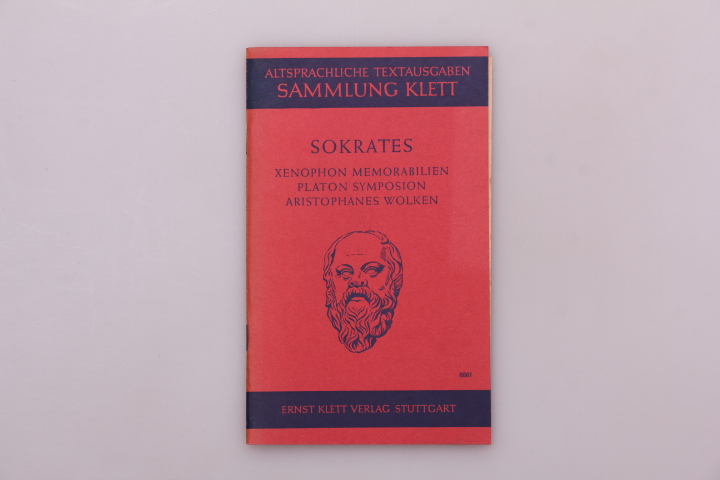 ALTSPRACHLICHE TEXTAUSGABEN
SAMMLUNG KLETT
SOKRATES
XENOPHON MEMORABILIEN
PLATON SYMPOSION
ARISTOPHANES WOLKEN
ERNST KLETT VERLAG STUTTGART